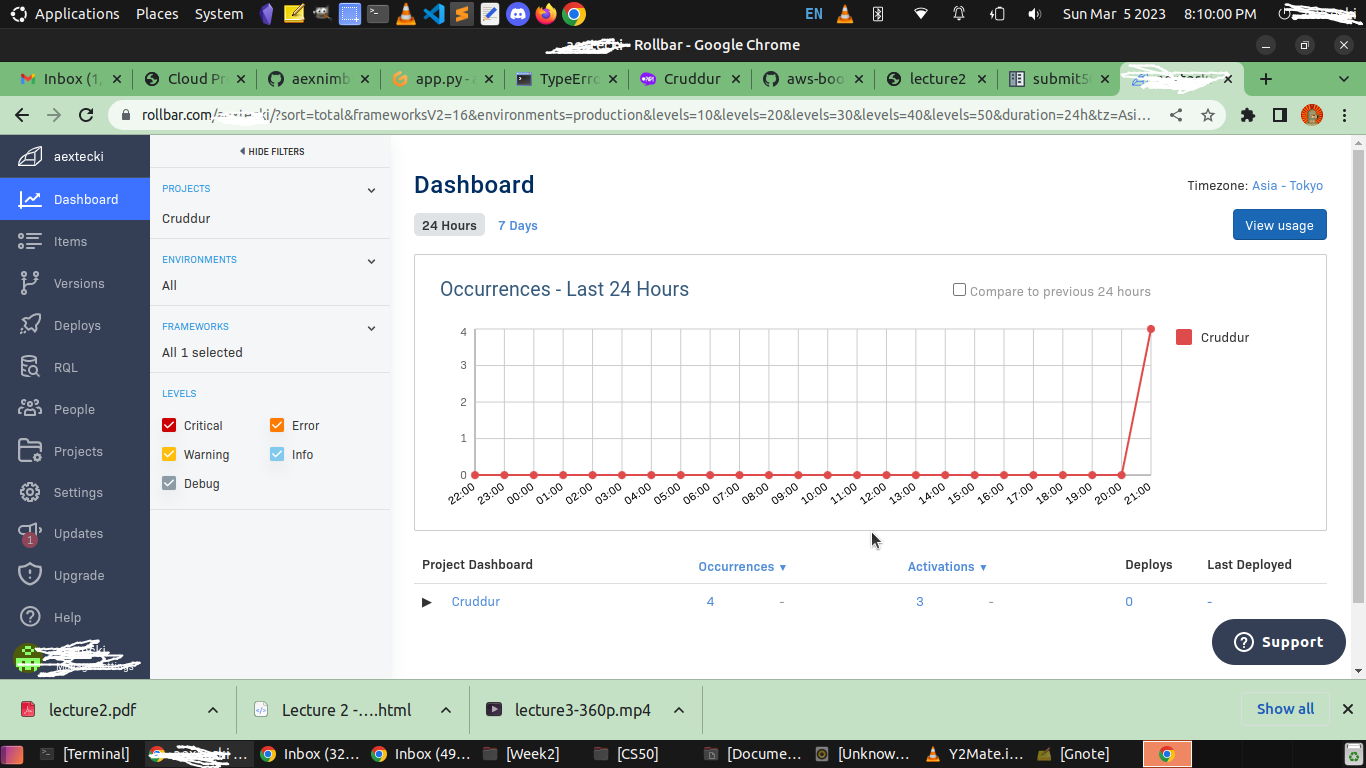 Applications Places System EN Sun Mar 5 2023 8:10:00 PM
- Rollbar - Google Chrome
Inbox (1, Cloud Pr aexnimb app.py - TypeErro Cruddur aws-boo lecture2 submit5
rollbar.com/ /?sort=total&frameworksV2=16&environments=production&levels=10&levels=20&levels=30&levels=40&levels=50&duration=24h&tz=Asi...
aextecki
Dashboard
Items
Versions
Deploys
RQL
People
Projects
Settings
Updates
1
Upgrade
Help
HIDE FILTERS
PROJECTS
Cruddur
ENVIRONMENTS
All
FRAMEWORKS
All 1 selected
LEVELS
Critical Error
Warning Info
Debug
Dashboard
Timezone: Asia - Tokyo
24 Hours 7 Days
View usage
Occurrences - Last 24 Hours
Compare to previous 24 hours
4
3
2
1
0
22:00 23:00 00:00 01:00 02:00 03:00 04:00 05:00 06:00 07:00 08:00 09:00 10:00 11:00 12:00 13:00 14:00 15:00 16:00 17:00 18:00 19:00 20:00 21:00
Cruddur
Project Dashboard Occurrences ▼ Activations ▼ Deploys Last Deployed
▶ Cruddur 4 - 3 - 0 -
Support
lecture2.pdf Lecture 2 -....html lecture3-360p.mp4 Show all
[Terminal] ... Inbox (32... Inbox (49... [Week2] [CS50] [Docume... [Unknow... Y2Mate.i... [Gnote]